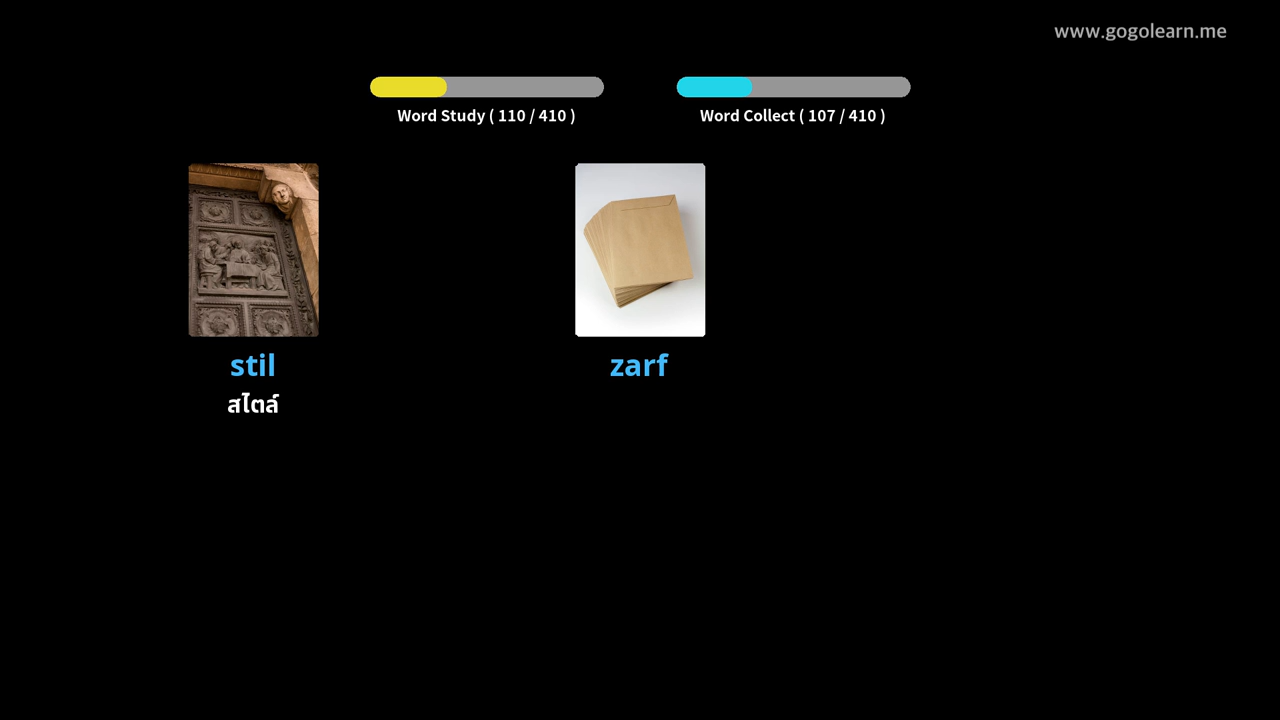 www.gogolearn.me
Word Study ( 110 / 410 )
Word Collect ( 107 / 410 )
stil
zarf
สไตล์